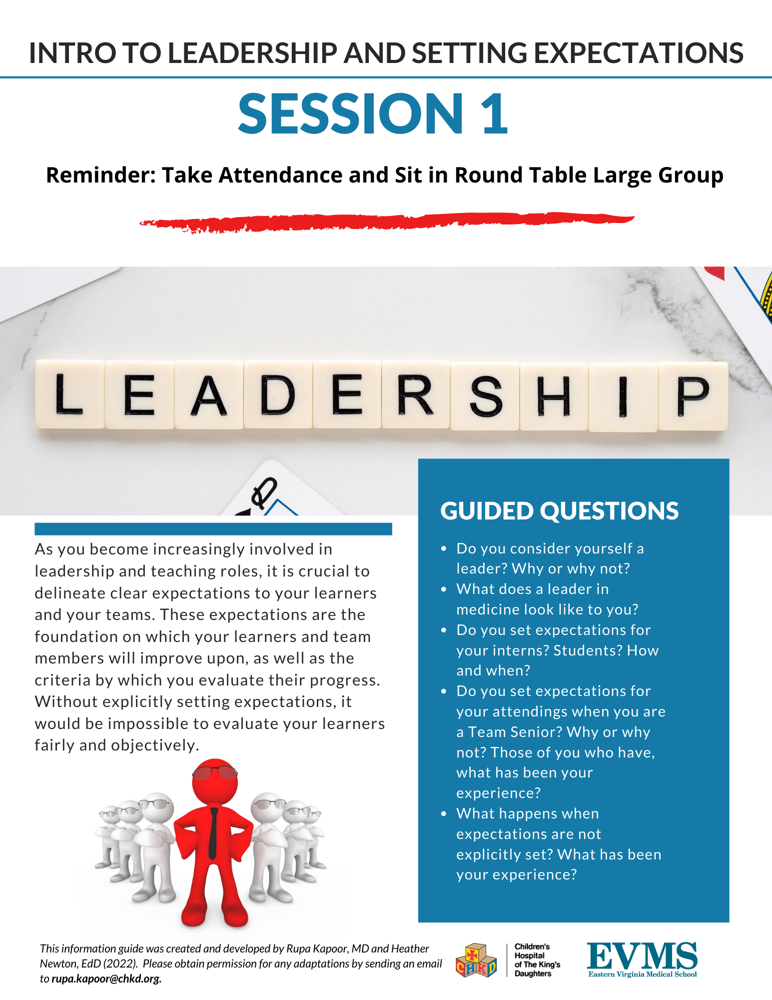 INTRO TO LEADERSHIP AND SETTING EXPECTATIONS
SESSION 1
Reminder: Take Attendance and Sit in Round Table Large Group
LEADERSHIP
Q
As you become increasingly involved in
leadership and teaching roles, it is crucial to
delineate clear expectations to your learners
and your teams. These expectations are the
foundation on which your learners and team
members will improve upon, as well as the
criteria by which you evaluate their progress.
Without explicitly setting expectations, it
would be impossible to evaluate your learners
fairly and objectively.
GUIDED QUESTIONS
• Do you consider yourself a
leader? Why or why not?
• What does a leader in
medicine look like to you?
• Do you set expectations for
your interns? Students? How
and when?
• Do you set expectations for
your attendings when you are
a Team Senior? Why or why
not? Those of you who have,
what has been your
experience?
• What happens when
expectations are not
explicitly set? What has been
your experience?
This information guide was created and developed by Rupa Kapoor, MD and Heather
Newton, EdD (2022).  Please obtain permission for any adaptations by sending an email
to rupa.kapoor@chkd.org.
CHKD
Children's
Hospital
of The King's
Daughters
EVMS
Eastern Virginia Medical School